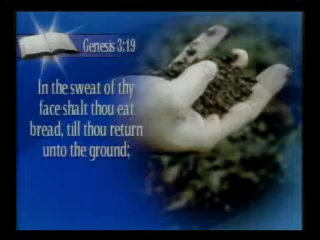 Genesis 3:19
In the sweat of thy
face shalt thou eat
bread, till thou return
unto the ground;